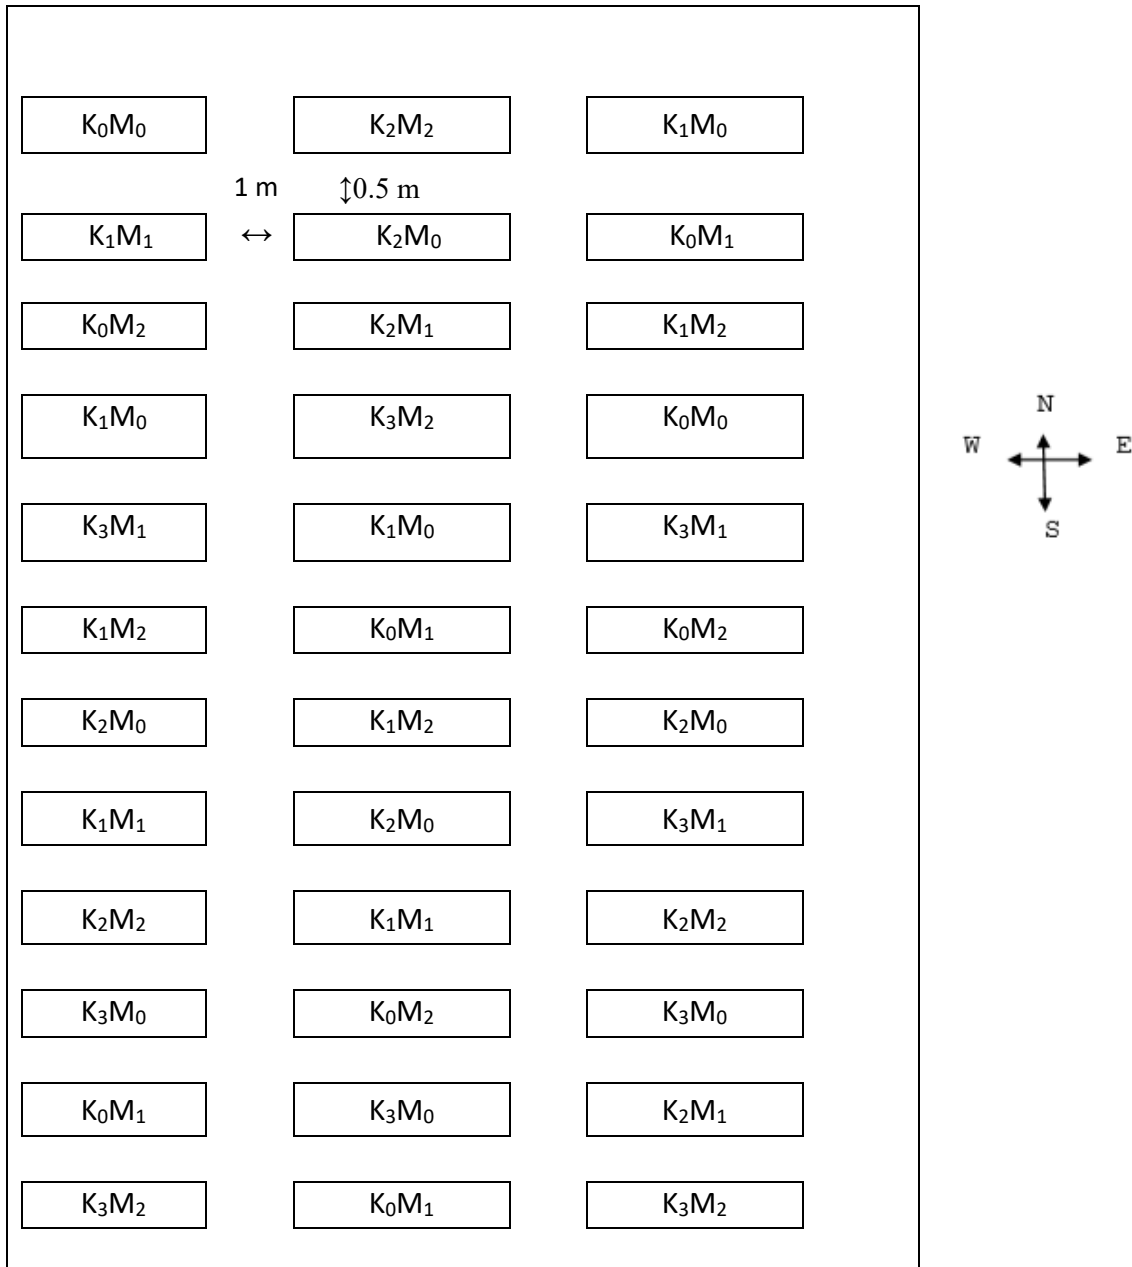 K₀M₀ K₂M₂ K₁M₀
1 m ↕0.5 m
K₁M₁ ↔ K₂M₀ K₀M₁
K₀M₂ K₂M₁ K₁M₂
K₁M₀ K₃M₂ K₀M₀
N
W E
S
K₃M₁ K₁M₀ K₃M₁
K₁M₂ K₀M₁ K₀M₂
K₂M₀ K₁M₂ K₂M₀
K₁M₁ K₂M₀ K₃M₁
K₂M₂ K₁M₁ K₂M₂
K₃M₀ K₀M₂ K₃M₀
K₀M₁ K₃M₀ K₂M₁
K₃M₂ K₀M₁ K₃M₂